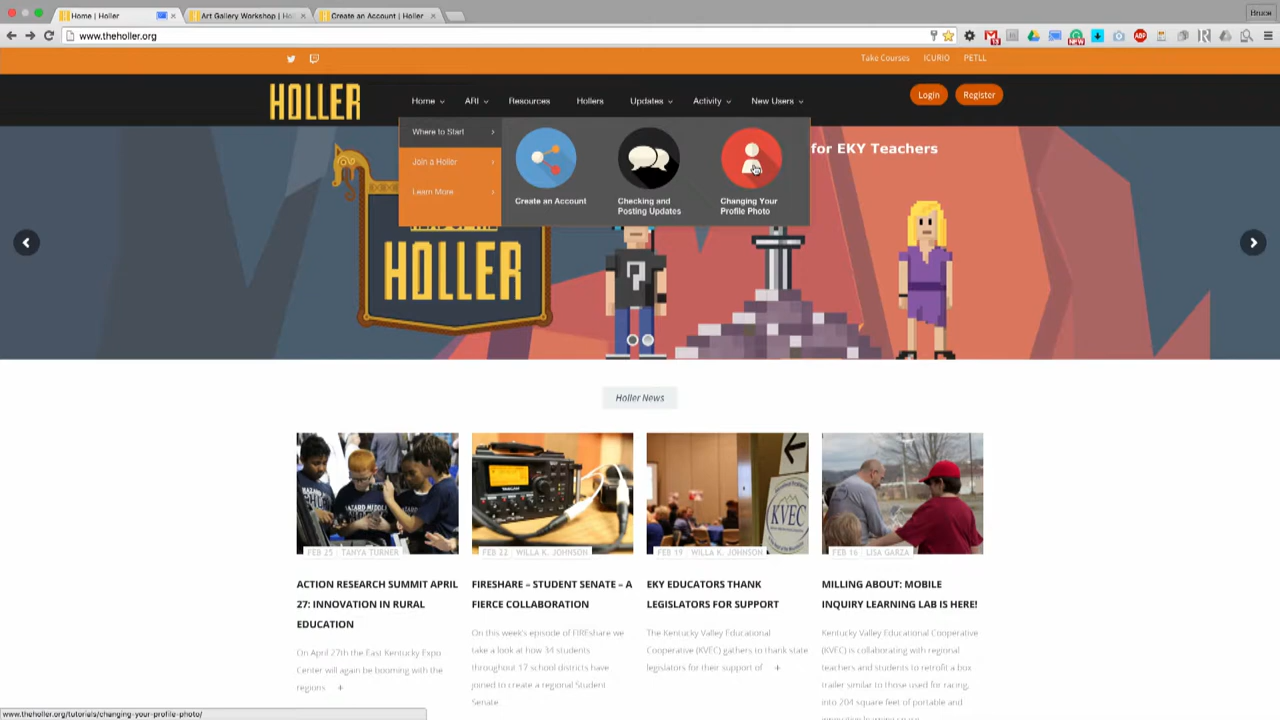 Home | Holler
Art Gallery Workshop | Ho
Create an Account | Holler
Bruce
www.theholler.org
Take Courses
ICURIO
PETLL
HOLLER
Home
ARI
Resources
Hollers
Updates
Activity
New Users
Login
Register
Where to Start
Join a Holler
Learn More
Create an Account
Checking and
Posting Updates
Changing Your
Profile Photo
for EKY Teachers
HOLLER
Holler News
FEB 25
TANYA TURNER
ACTION RESEARCH SUMMIT APRIL
27: INNOVATION IN RURAL
EDUCATION
On April 27th the East Kentucky Expo
Center will again be booming with the
regions +
FEB 22
WILLA K. JOHNSON
FIRESHARE – STUDENT SENATE – A
FIERCE COLLABORATION
On this week's episode of FIREshare we
take a look at how 34 students
throughout 17 school districts have
joined to create a regional Student
Senate
KVEC
FEB 19
WILLA K. JOHNSON
EKY EDUCATORS THANK
LEGISLATORS FOR SUPPORT
The Kentucky Valley Educational
Cooperative (KVEC) gathers to thank state
legislators for their support of +
FEB 16
LISA GARZA
MILLING ABOUT: MOBILE
INQUIRY LEARNING LAB IS HERE!
Kentucky Valley Educational Cooperative
(KVEC) is collaborating with regional
teachers and students to retrofit a box
trailer similar to those used for racing,
into 204 square feet of portable and
www.theholler.org/tutorials/changing-your-profile-photo/